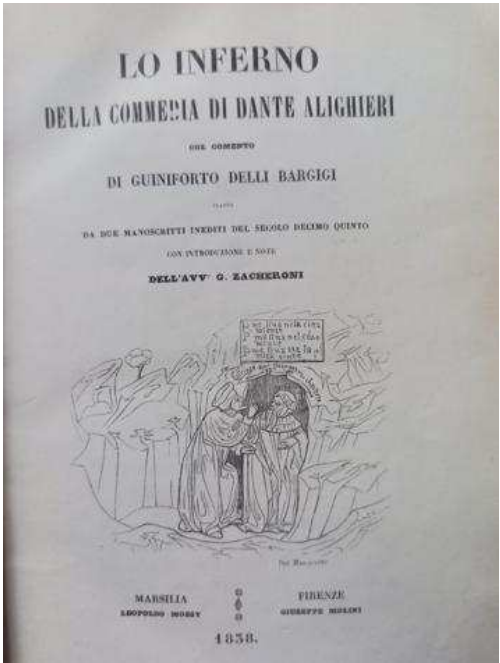 LO INFERNO
DELLA COMMEDIA DI DANTE ALIGHIERI
COL COMENTO
DI GUINIFORTO DELLI BARGIGI
TRATTO
DA DUE MANOSCRITTI INEDITI DEL SECOLO DECIMO QUINTO
CON INTRODUZIONE E NOTE
DELL'AVVᵗᵒ G. ZACHERONI
MARSILIA
LEOPOLDO MOSSY
FIRENZE
GIUSEPPE MOLINI
1838.